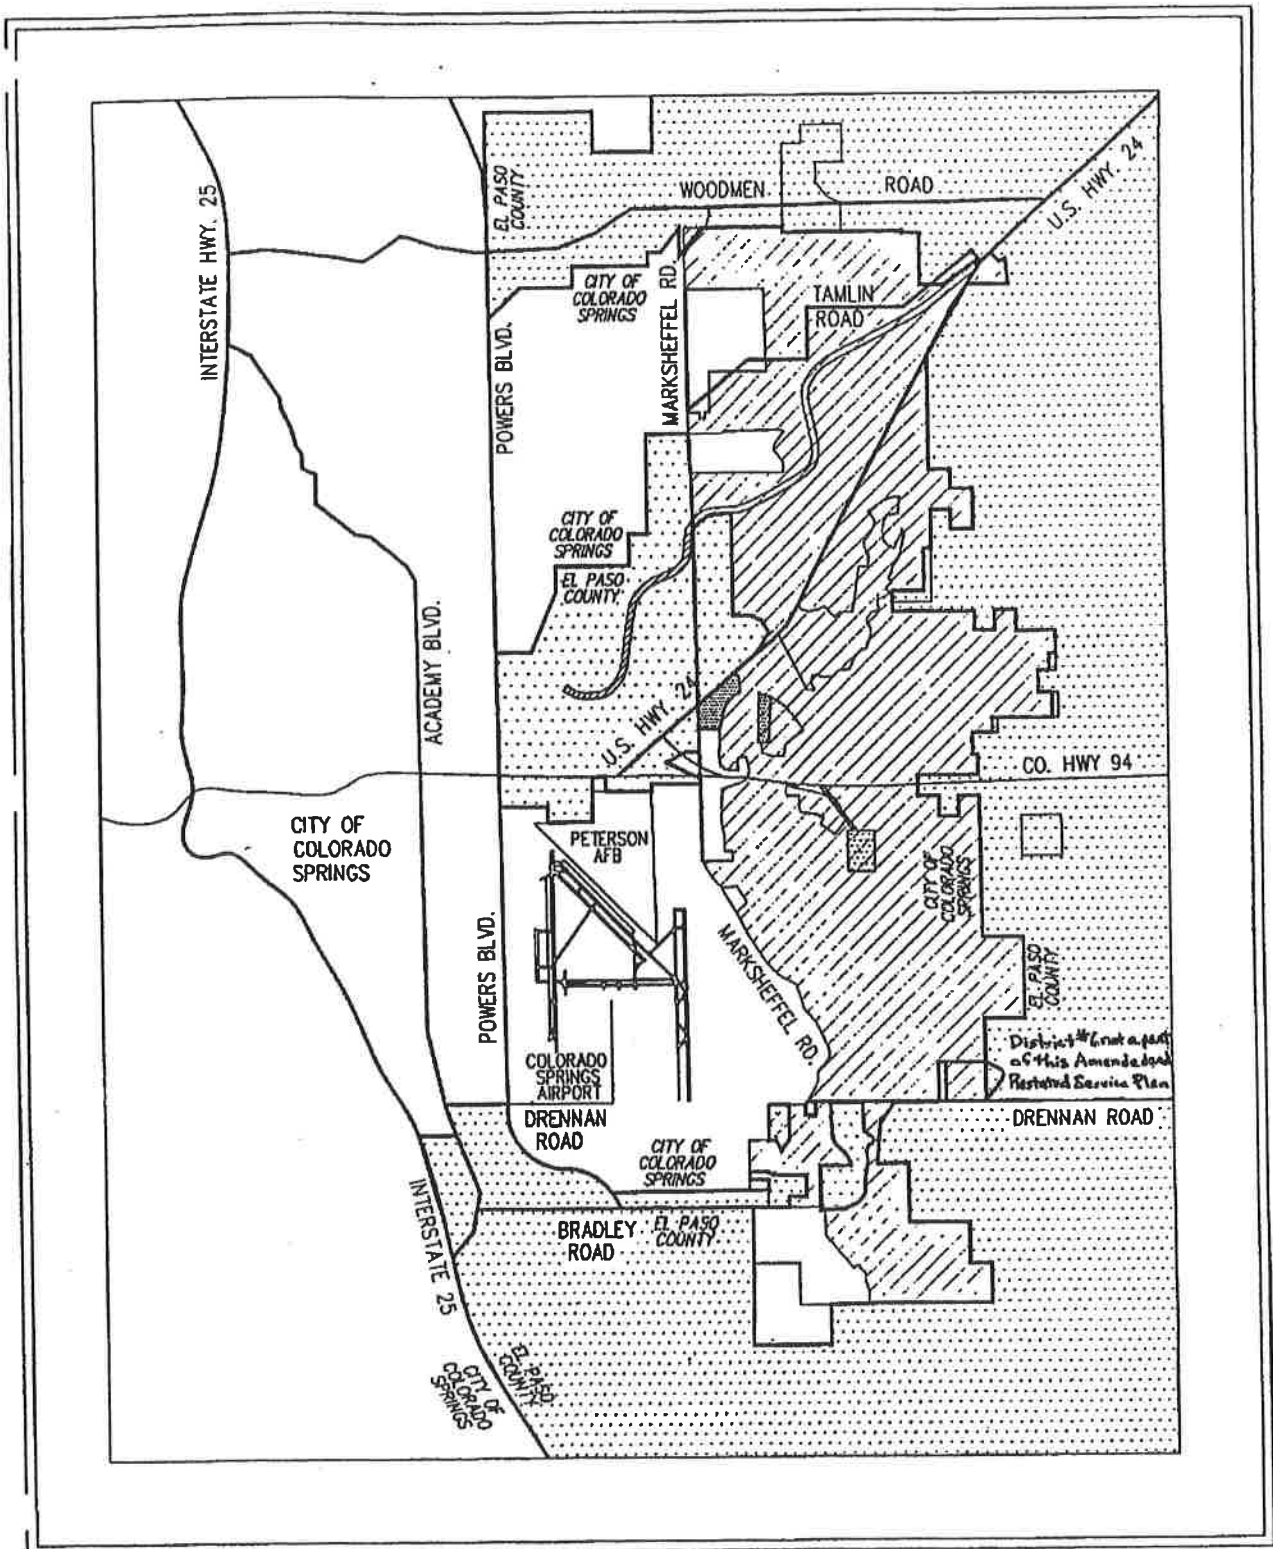 WOODMEN ROAD
U.S. HWY. 24
EL PASO
COUNTY
INTERSTATE HWY. 25
CITY OF
COLORADO
SPRINGS
MARKSHEFFEL RD.
TAMLIN
ROAD
POWERS BLVD.
CITY OF
COLORADO
SPRINGS
EL PASO
COUNTY
ACADEMY BLVD.
U.S. HWY. 24
CO. HWY 94
CITY OF
COLORADO
SPRINGS
PETERSON
AFB
CITY OF
COLORADO
SPRINGS
POWERS BLVD.
MARKSHEFFEL RD.
EL PASO
COUNTY
District #6 not a part
of this Amended and
Restated Service Plan
COLORADO
SPRINGS
AIRPORT
DRENNAN
ROAD
DRENNAN ROAD
CITY OF
COLORADO
SPRINGS
INTERSTATE 25
BRADLEY
ROAD
EL PASO
COUNTY
EL PASO
COUNTY
CITY OF
COLORADO
SPRINGS